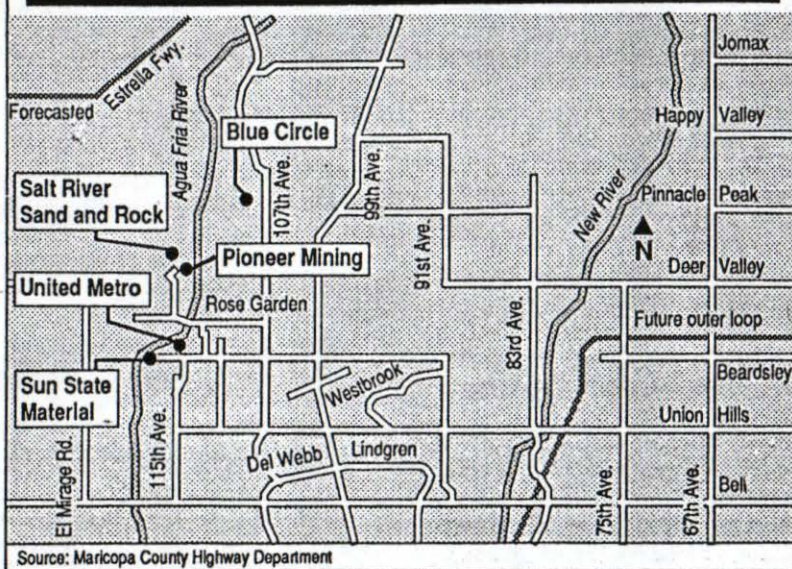 Jomax
Estrella Fwy.
Forecasted
Agua Fria River
Happy Valley
Blue Circle
Salt River
Sand and Rock
99th Ave.
New River
Pinnacle Peak
107th Ave.
N
Pioneer Mining
91st Ave.
Deer Valley
United Metro
Rose Garden
Future outer loop
83rd Ave.
Sun State
Material
Westbrook
Beardsley
115th Ave.
Union Hills
El Mirage Rd.
Del Webb
Lindgren
75th Ave.
67th Ave.
Bell
Source: Maricopa County Highway Department